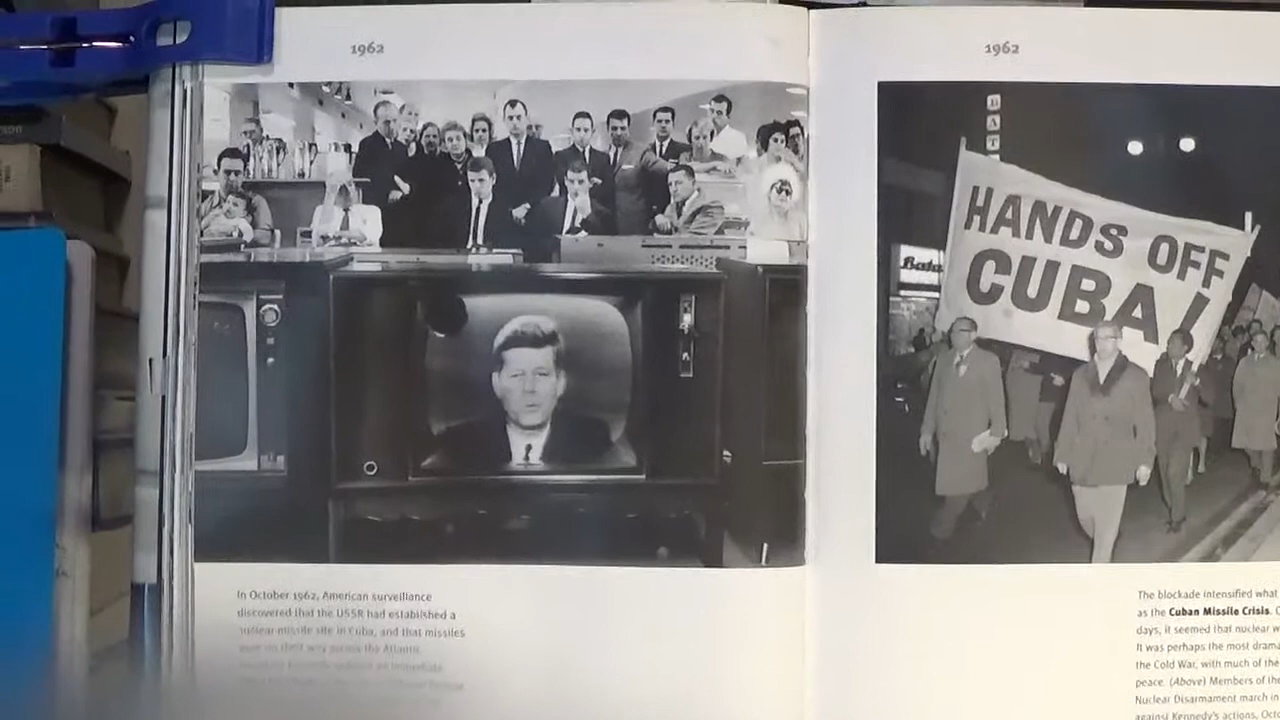 1962
In October 1962, American surveillance
discovered that the USSR had established a
nuclear missile site in Cuba, and that missiles
were on their way across the Atlantic.
1962
BAT
Bata
HANDS OFF
CUBA!
The blockade intensified what
as the Cuban Missile Crisis.
days, it seemed that nuclear w
It was perhaps the most drama
the Cold War, with much of the
peace. (Above) Members of the
Nuclear Disarmament march in
against Kennedy's actions, Octo